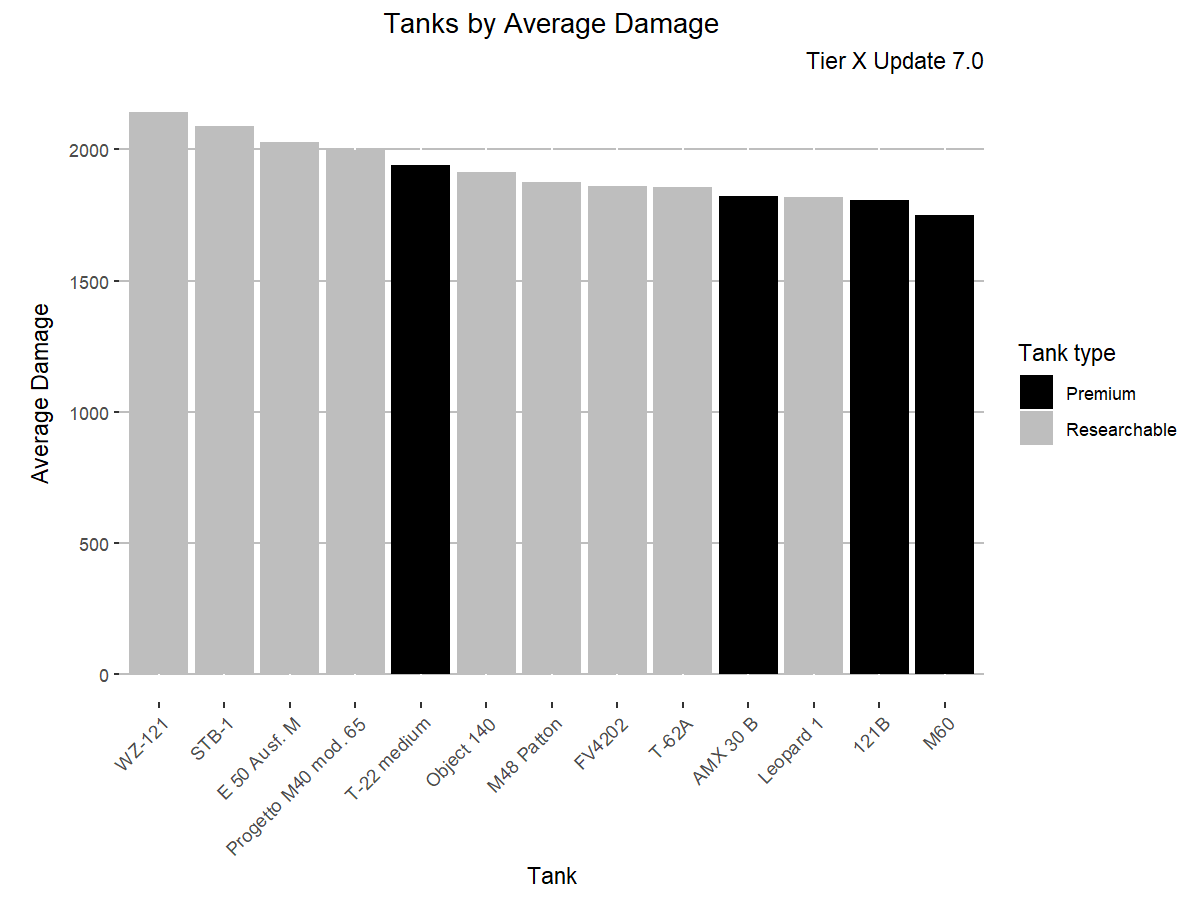 Tanks by Average Damage
Tier X Update 7.0
Average Damage
2000
1500
1000
500
0
WZ-121
STB-1
E 50 Ausf. M
Progetto M40 mod. 65
T-22 medium
Object 140
M48 Patton
FV4202
T-62A
AMX 30 B
Leopard 1
121B
M60
Tank
Tank type
Premium
Researchable